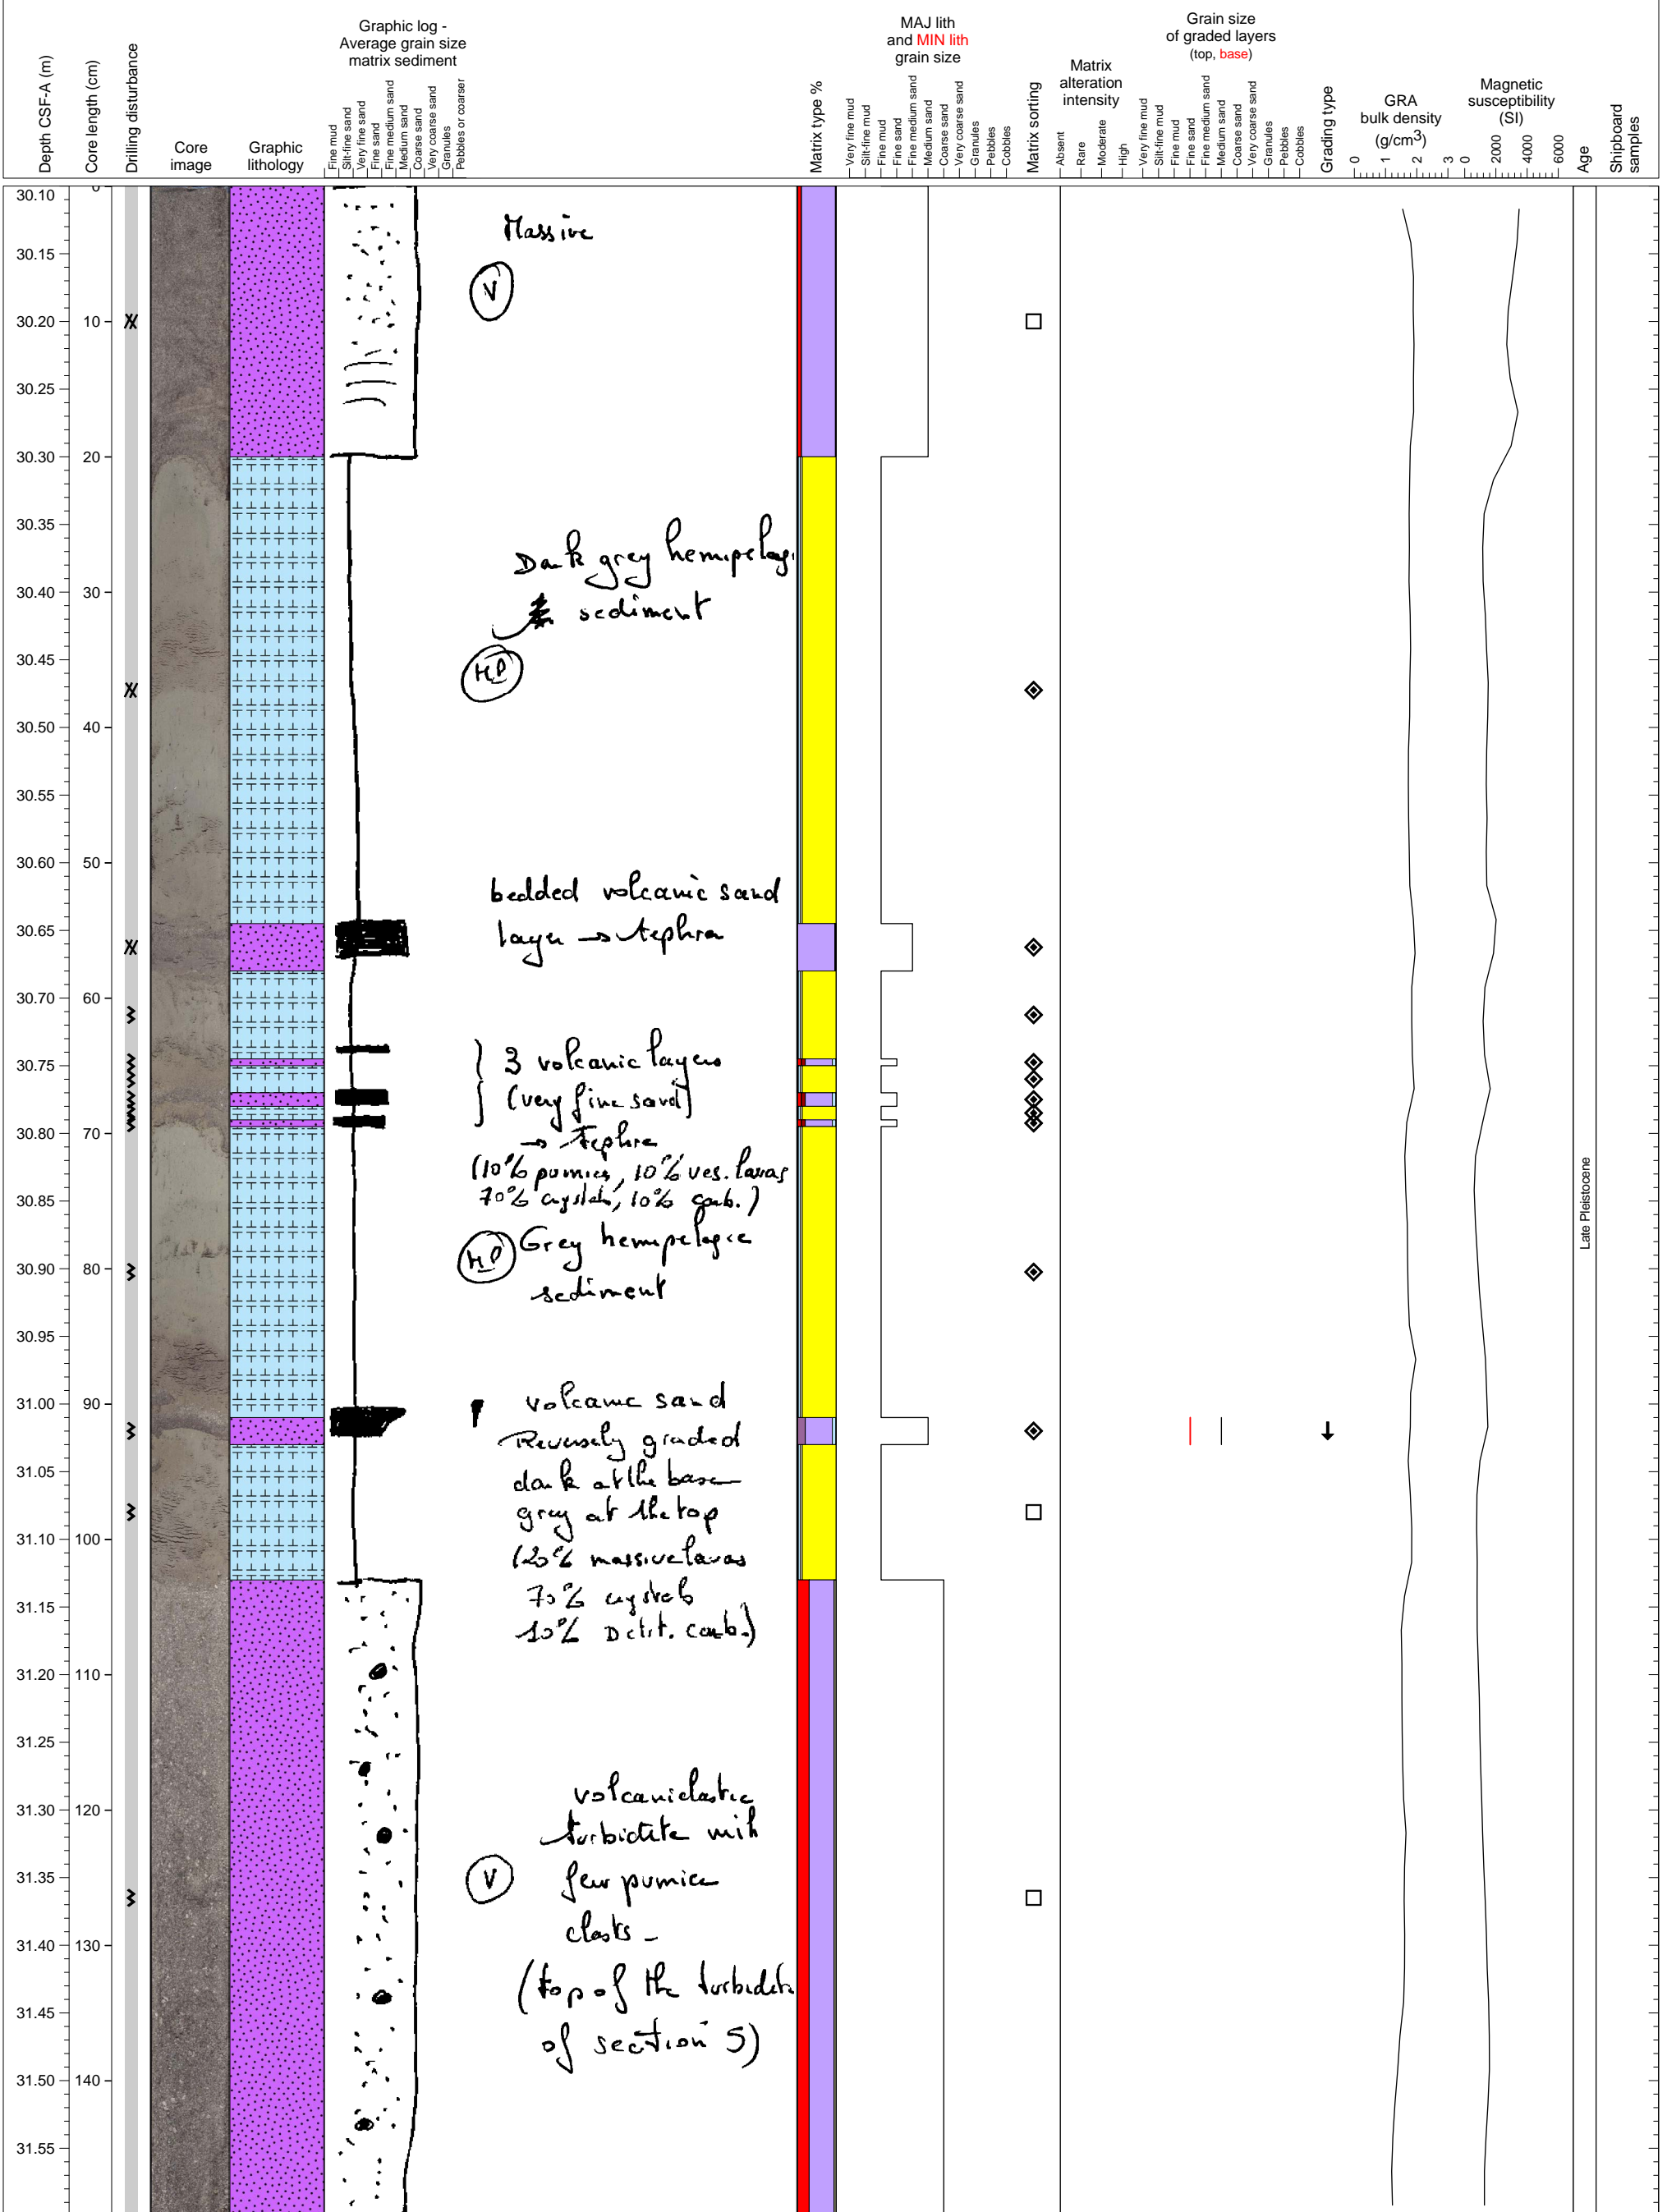 Graphic log -
Average grain size
matrix sediment
MAJ lith
and MIN lith
grain size
Grain size
of graded layers
(top, base)
Depth CSF-A (m)
Core length (cm)
Drilling disturbance
Core
image
Graphic
lithology
Fine mud
Silt-fine sand
Very fine sand
Fine sand
Fine medium sand
Medium sand
Coarse sand
Very coarse sand
Granules
Pebbles or coarser
Matrix type %
Very fine mud
Silt-fine mud
Fine mud
Fine sand
Fine medium sand
Medium sand
Coarse sand
Very coarse sand
Granules
Pebbles
Cobbles
Matrix sorting
Matrix
alteration
intensity
Absent
Rare
Moderate
High
Very fine mud
Silt-fine mud
Fine mud
Fine sand
Fine medium sand
Medium sand
Coarse sand
Very coarse sand
Granules
Pebbles
Cobbles
Grading type
GRA
bulk density
(g/cm3)
0 1 2 3
Magnetic
susceptibility
(SI)
0 2000 4000 6000
Age
Shipboard
samples
30.10 0
Massive
30.15
V
30.20 10
30.25
30.30 20
30.35
Dark grey hemipelagi
30.40 30
sediment
30.45
HP
30.50 40
30.55
30.60 50
bedded volcanic sand
30.65
layer → tephra
30.70 60
30.75
3 volcanic layers
(very fine sand)
30.80 70
→ tephra
(10% pumice, 10% ves. lavas
30.85
70% crystals, 10% carb.)
HP Grey hemipelagic
30.90 80
sediment
Late Pleistocene
30.95
31.00 90
volcanic sand
Reversely graded
31.05
dark at the base
grey at the top
31.10 100
(20% massive lavas
31.15
70% crystals
10% Detrit. carb.)
31.20 110
31.25
31.30 120
volcaniclastic
turbidite with
31.35
V
few pumice
clasts -
31.40 130
(top of the turbidite
31.45
of section 5)
31.50 140
31.55